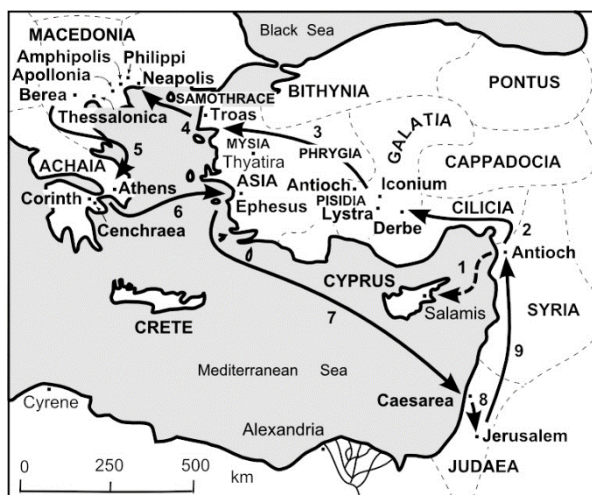 Black Sea
MACEDONIA
Amphipolis Philippi
Apollonia Neapolis
Berea
Thessalonica
SAMOTHRACE
BITHYNIA
PONTUS
4 Troas
3
MYSIA
Thyatira
PHRYGIA
GALATIA
CAPPADOCIA
5
ACHAIA
Athens
ASIA
Ephesus
Corinth
6
Cenchraea
Antioch
PISIDIA
Iconium
Lystra
Derbe
CILICIA
2
Antioch
1
CYPRUS
Salamis
SYRIA
CRETE
7
9
Mediterranean Sea
Cyrene
Caesarea
8
Alexandria
Jerusalem
JUDAEA
0 250 500
km